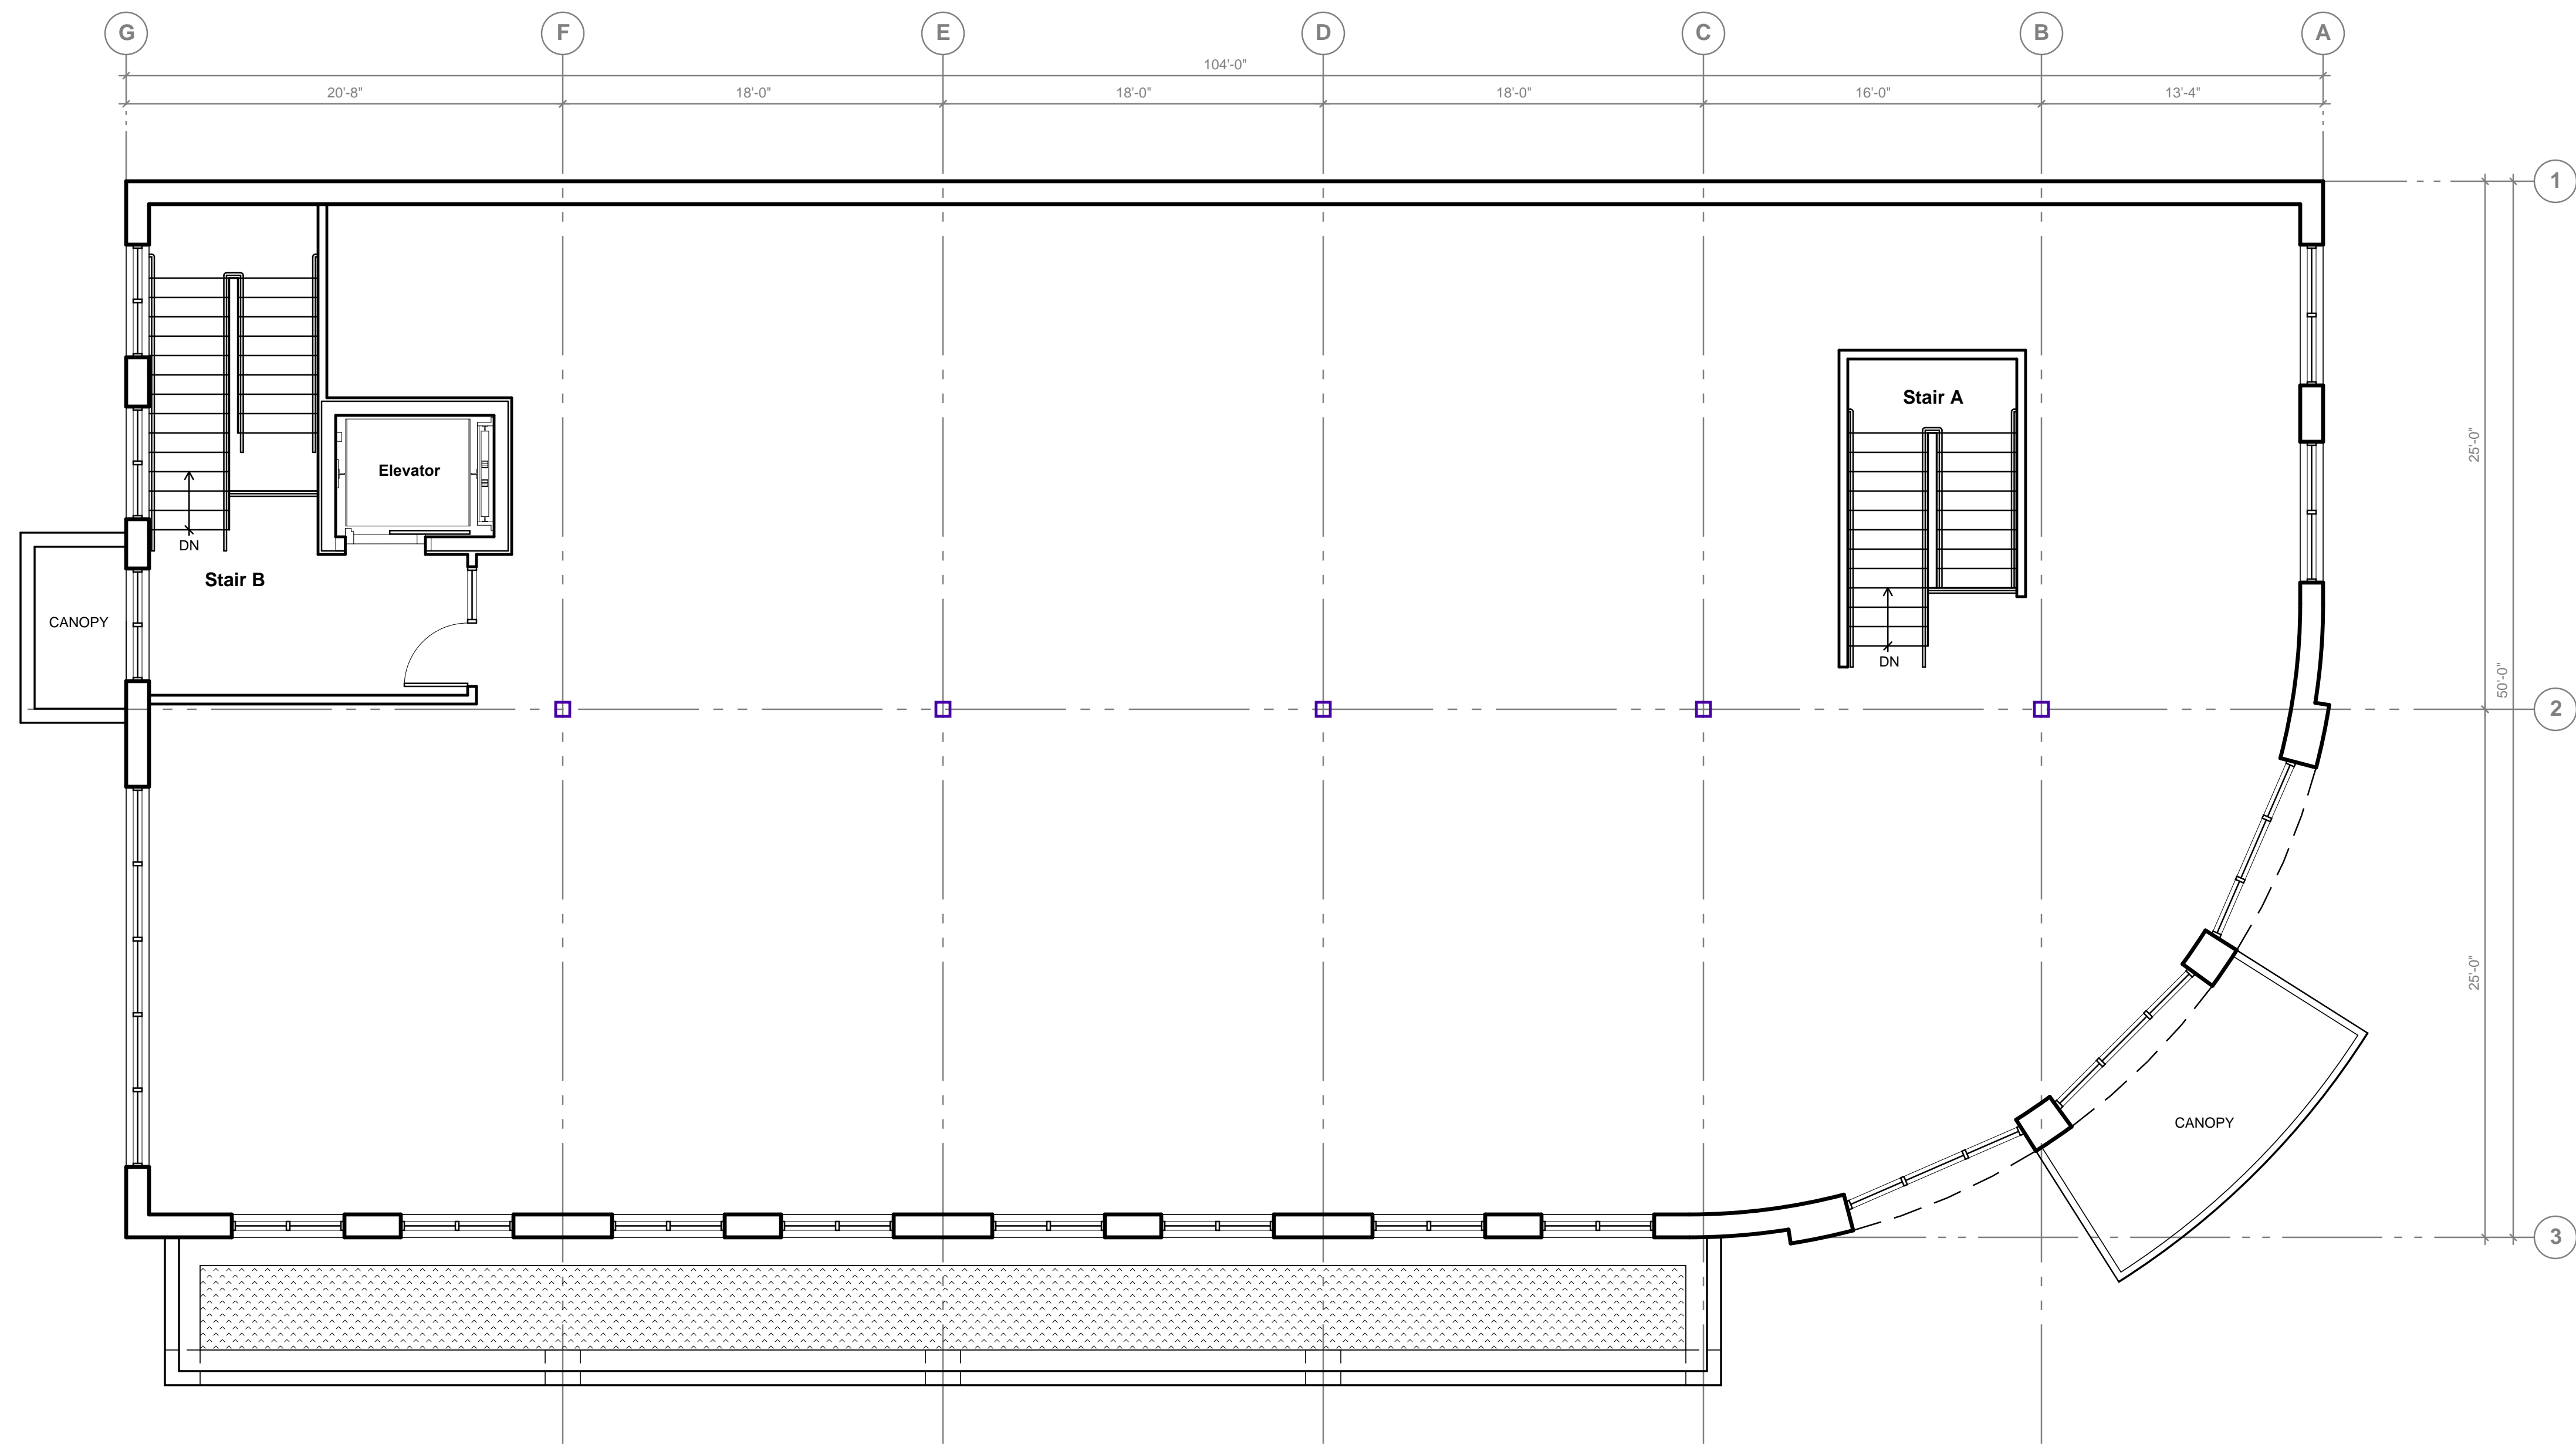 G F E D C B A
104'-0"
20'-8" 18'-0" 18'-0" 18'-0" 16'-0" 13'-4"
1
Stair A
25'-0"
Elevator
DN
Stair B
CANOPY
DN
50'-0"
2
25'-0"
CANOPY
3